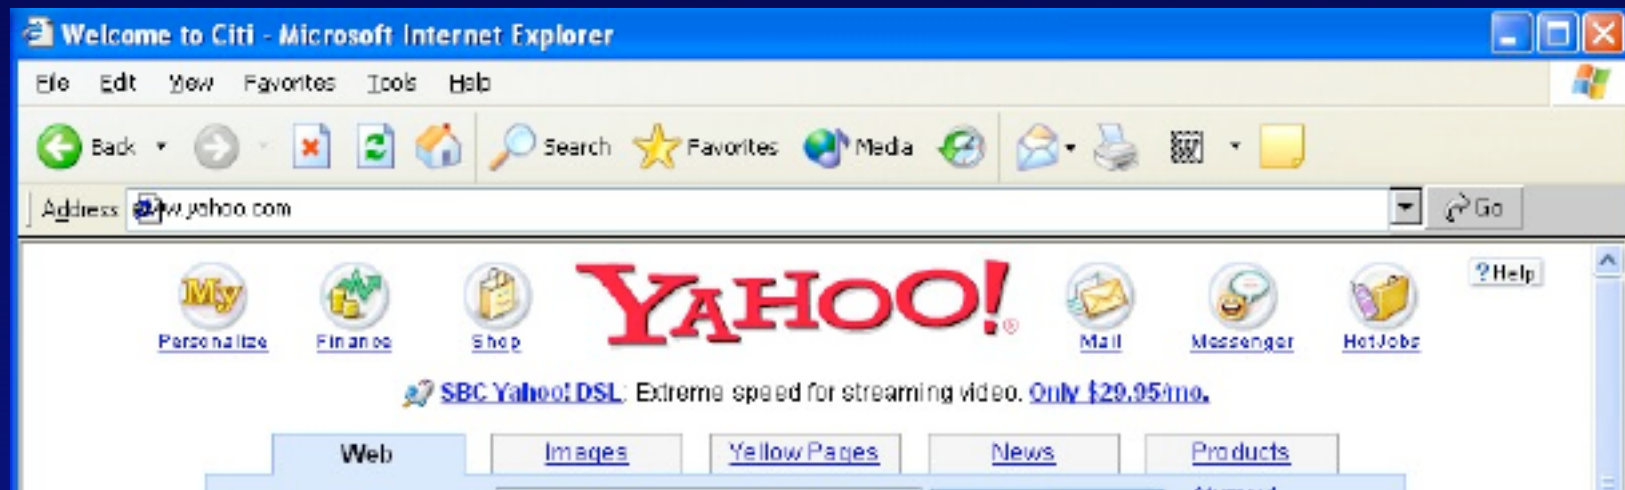 Welcome to Citi - Microsoft Internet Explorer
File Edit View Favorites Tools Help
Back Search Favorites Media
Address www.yahoo.com Go
My YAHOO! ® ? Help
Personalize Finance Shop Mail Messenger HotJobs
SBC Yahoo! DSL: Extreme speed for streaming video. Only $29.95/mo.
Web Images Yellow Pages News Products